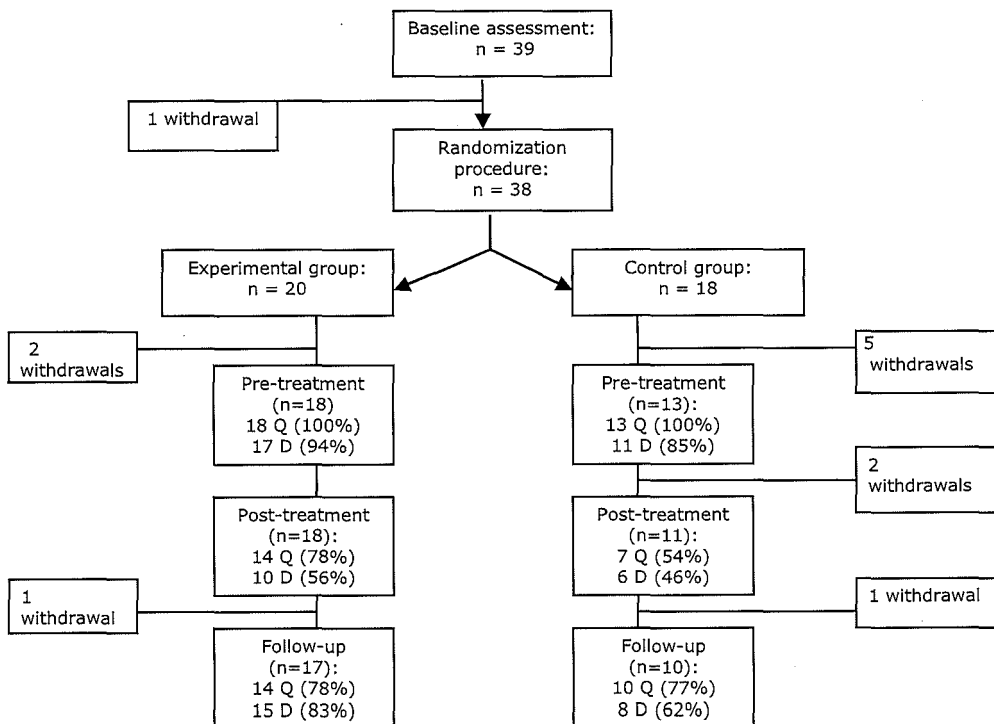 Baseline assessment:
n = 39
1 withdrawal
Randomization
procedure:
n = 38
Experimental group:
n = 20
Control group:
n = 18
2
withdrawals
5
withdrawals
Pre-treatment
(n=18)
18 Q (100%)
17 D (94%)
Pre-treatment
(n=13):
13 Q (100%)
11 D (85%)
2
withdrawals
Post-treatment
(n=18):
14 Q (78%)
10 D (56%)
Post-treatment
(n=11):
7 Q (54%)
6 D (46%)
1
withdrawal
1 withdrawal
Follow-up
(n=17):
14 Q (78%)
15 D (83%)
Follow-up
(n=10):
10 Q (77%)
8 D (62%)